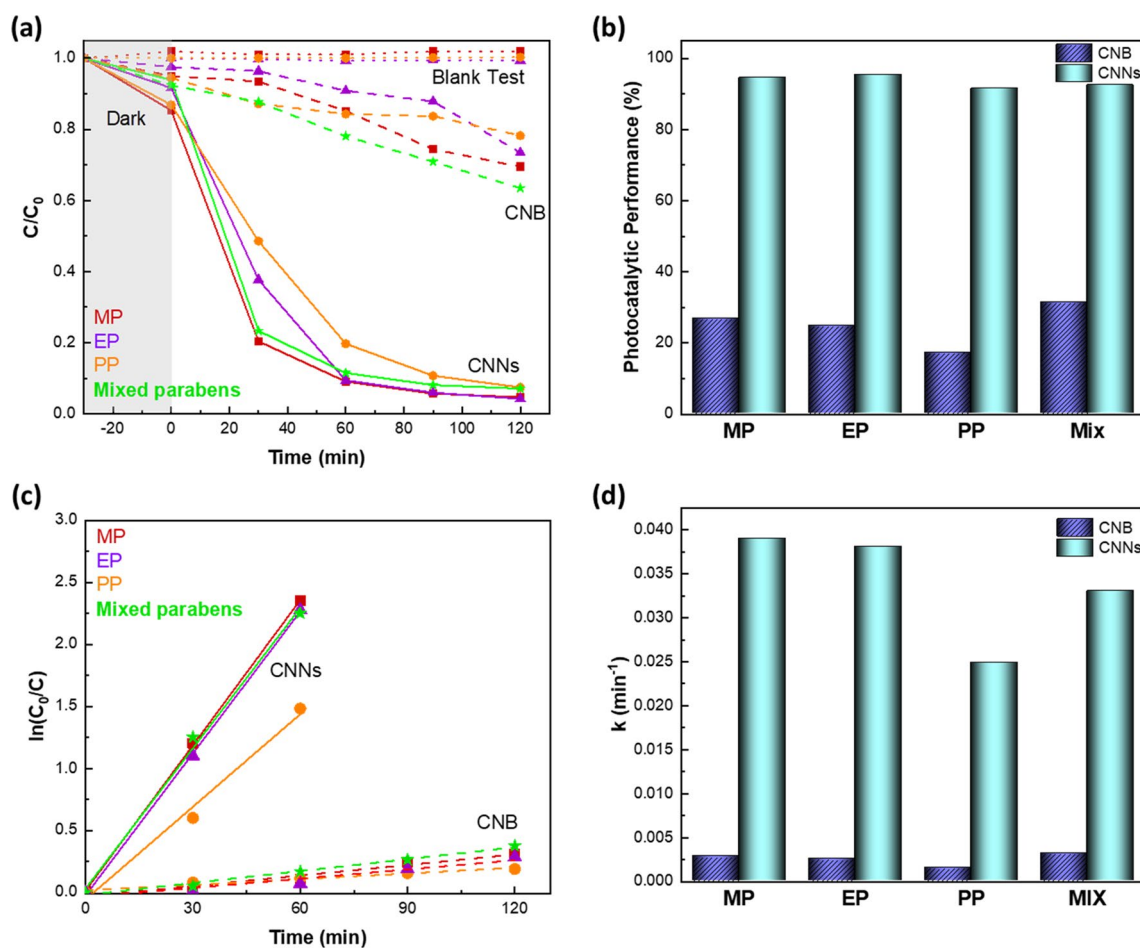 (a)
C/C₀
1.0
0.8
0.6
0.4
0.2
0.0
Dark
Blank Test
CNB
CNNs
MP
EP
PP
Mixed parabens
-20 0 20 40 60 80 100 120
Time (min)
(b)
Photocatalytic Performance (%)
100
80
60
40
20
0
CNB
CNNs
MP EP PP Mix
(c)
ln(C₀/C)
3.0
2.5
2.0
1.5
1.0
0.5
0.0
MP
EP
PP
Mixed parabens
CNNs
CNB
0 30 60 90 120
Time (min)
(d)
k (min⁻¹)
0.040
0.035
0.030
0.025
0.020
0.015
0.010
0.005
0.000
CNB
CNNs
MP EP PP MIX